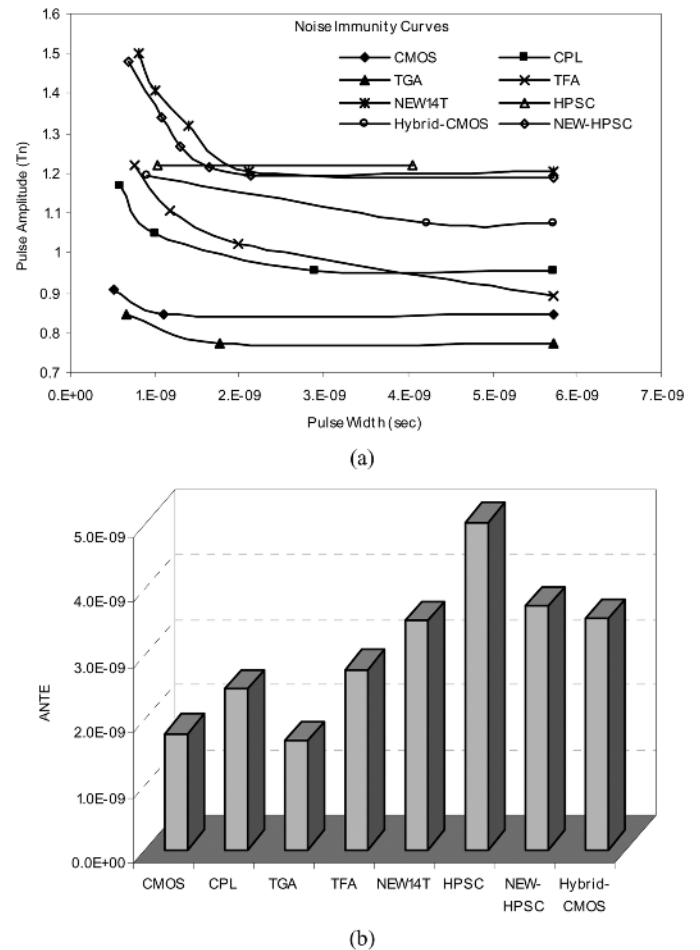 Noise Immunity Curves
CMOS CPL
TGA TFA
NEW14T HPSC
Hybrid-CMOS NEW-HPSC
Pulse Amplitude (Tn)
1.6
1.5
1.4
1.3
1.2
1.1
1
0.9
0.8
0.7
0.E+00 1.E-09 2.E-09 3.E-09 4.E-09 5.E-09 6.E-09 7.E-09
Pulse Width (sec)
(a)
ANTE
5.0E-09
4.0E-09
3.0E-09
2.0E-09
1.0E-09
0.0E+00
CMOS CPL TGA TFA NEW14T HPSC NEW-HPSC Hybrid-CMOS
(b)